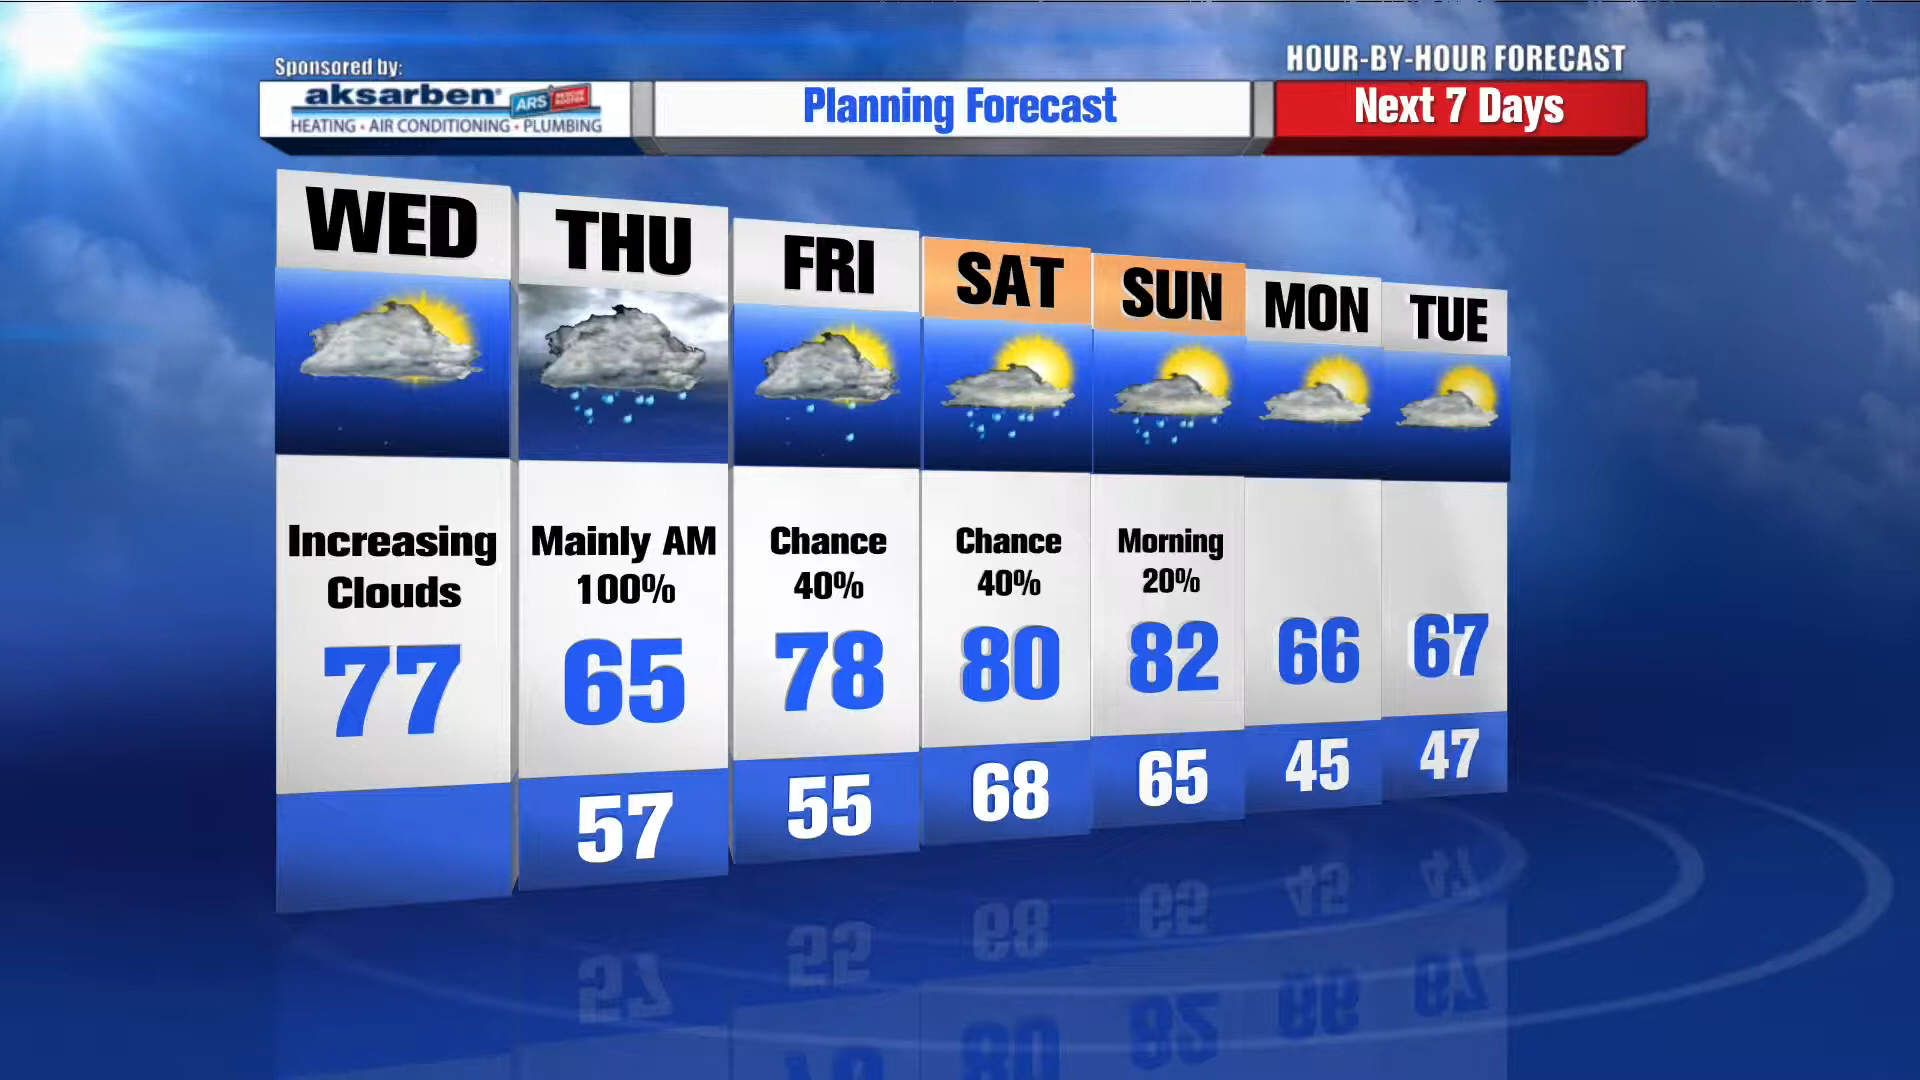 Sponsored by:
aksarben®
ARS
RESCUE
ROOTER
HEATING • AIR CONDITIONING • PLUMBING
Planning Forecast
HOUR-BY-HOUR FORECAST
Next 7 Days
WED
Increasing
Clouds
77
THU
Mainly AM
100%
65
57
FRI
Chance
40%
78
55
SAT
Chance
40%
80
68
SUN
Morning
20%
82
65
MON
66
45
TUE
67
47